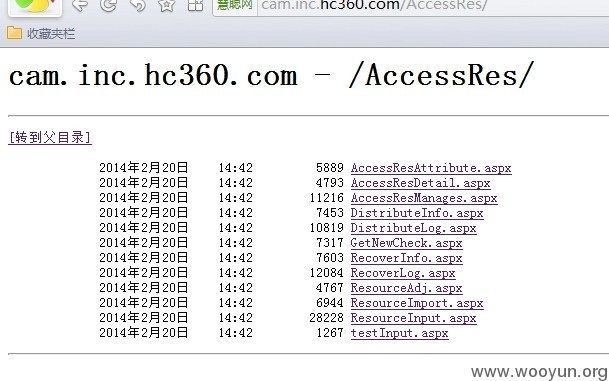 慧聪网 cam.inc.hc360.com/AccessRes/
收藏夹栏
cam.inc.hc360.com - /AccessRes/
[转到父目录]
2014年2月20日 14:42 5889 AccessResAttribute.aspx
2014年2月20日 14:42 4793 AccessResDetail.aspx
2014年2月20日 14:42 11216 AccessResManages.aspx
2014年2月20日 14:42 7453 DistributeInfo.aspx
2014年2月20日 14:42 10819 DistributeLog.aspx
2014年2月20日 14:42 7317 GetNewCheck.aspx
2014年2月20日 14:42 7603 RecoverInfo.aspx
2014年2月20日 14:42 12084 RecoverLog.aspx
2014年2月20日 14:42 4767 ResourceAdj.aspx
2014年2月20日 14:42 6944 ResourceImport.aspx
2014年2月20日 14:42 28228 ResourceInput.aspx
2014年2月20日 14:42 1267 testInput.aspx
www.wooyun.org